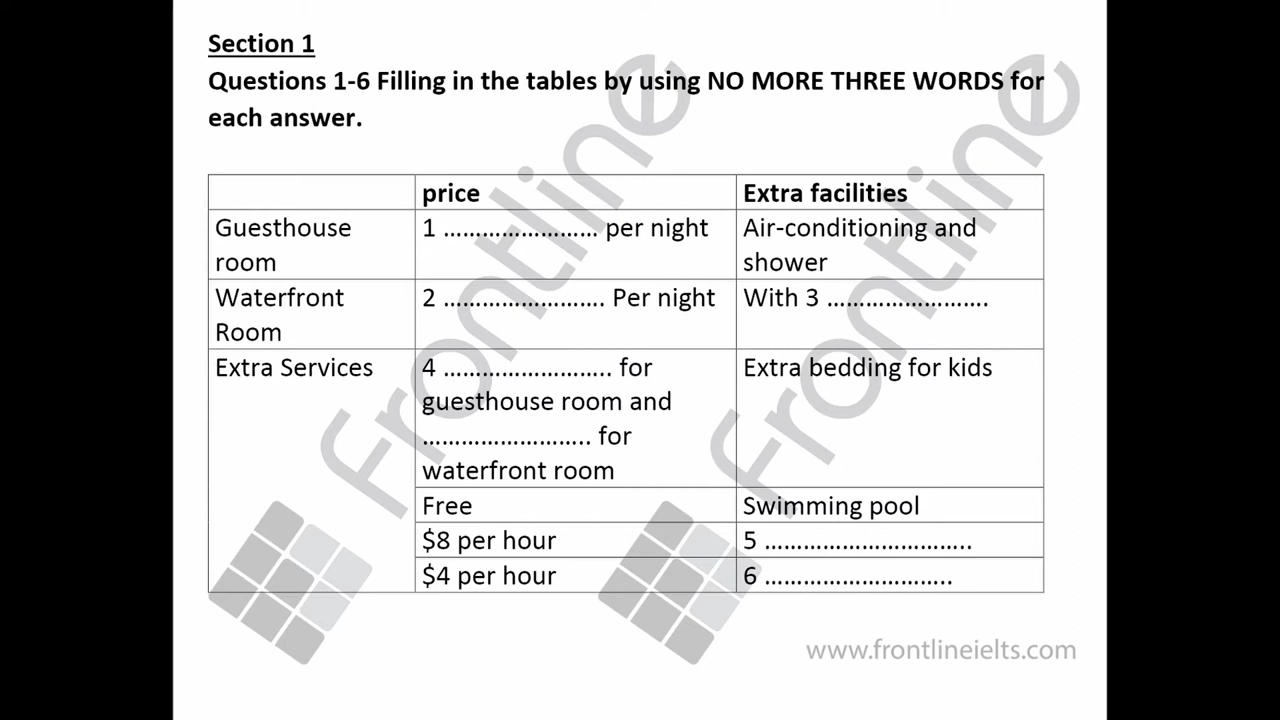 Section 1
Questions 1-6 Filling in the tables by using NO MORE THREE WORDS for
each answer.
price
Extra facilities
Guesthouse
room
1 …………………… per night
Air-conditioning and
shower
Waterfront
Room
2 ……………………. Per night
With 3 …………………….
Extra Services
4 …………………….. for
guesthouse room and
…………………….. for
waterfront room
Extra bedding for kids
Free
Swimming pool
$8 per hour
5 …………………………..
$4 per hour
6 ………………………..
Frontline
Frontline
www.frontlineielts.com